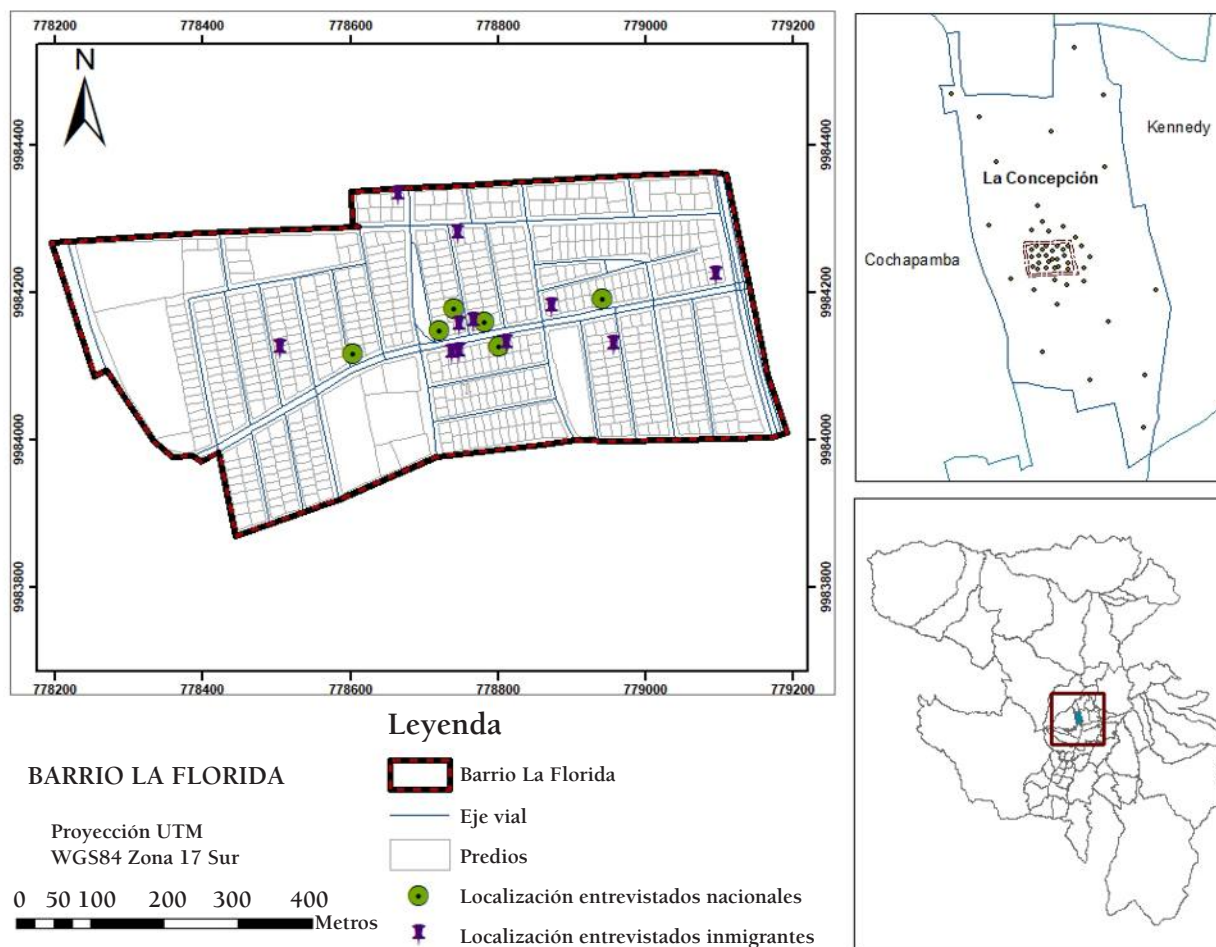 778200 778400 778600 778800 779000 779200
N
9984400
9984200
9984000
9983800
9984400
9984200
9984000
9983800
778200 778400 778600 778800 779000 779200
Kennedy
La Concepción
Cochapamba
Leyenda
BARRIO LA FLORIDA
Proyección UTM
WGS84 Zona 17 Sur
0 50 100 200 300 400
Metros
Barrio La Florida
Eje vial
Predios
Localización entrevistados nacionales
Localización entrevistados inmigrantes